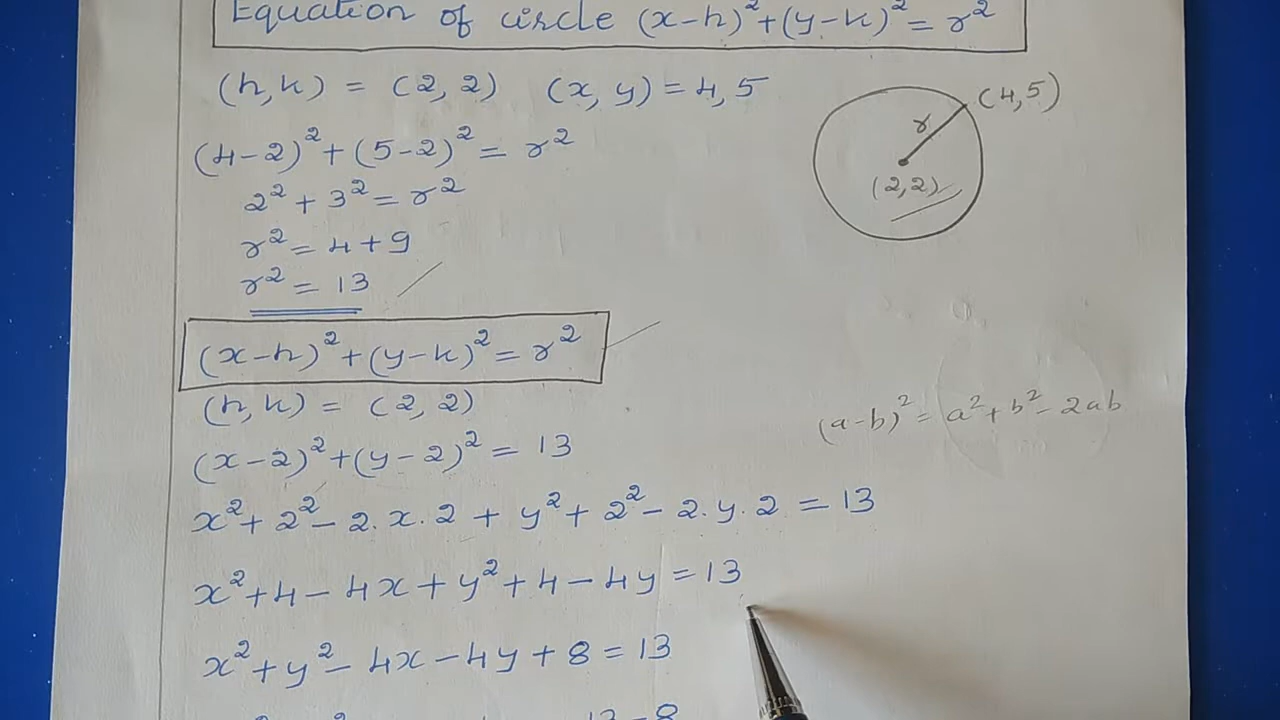 Equation of circle (x-h)²+(y-k)² = r²
(h,k) = (2,2) (x,y) = 4,5
(4,5)
r
(2,2)
(4-2)²+(5-2)² = r²
2² + 3² = r²
r² = 4+9
r² = 13
(x-h)²+(y-k)² = r²
(h,k) = (2,2)
(a-b)² = a²+b²-2ab
(x-2)²+(y-2)² = 13
x²+2²-2.x.2 + y²+2²-2.y.2 = 13
x²+4-4x+y²+4-4y = 13
x²+y²-4x-4y+8 = 13
13-8